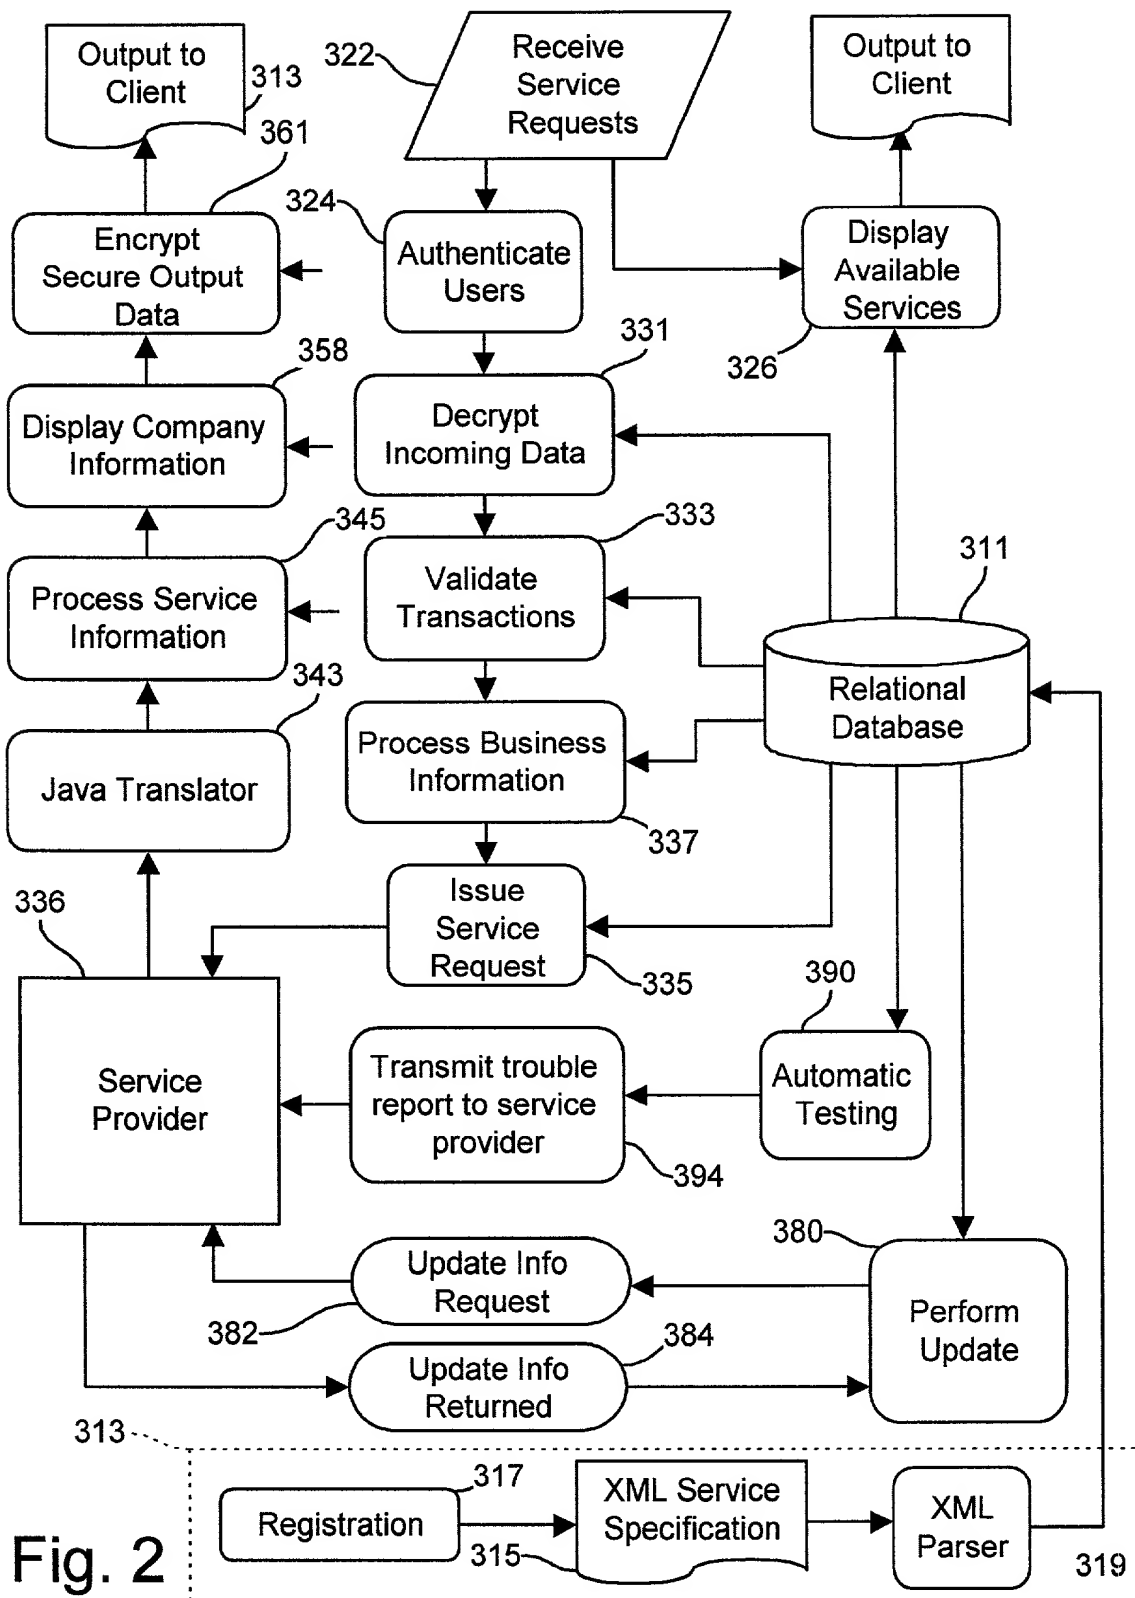 Output to
Client
313
361
322
Receive
Service
Requests
Output to
Client
Encrypt
Secure Output
Data
324
Authenticate
Users
Display
Available
Services
326
358
Display Company
Information
331
Decrypt
Incoming Data
345
Process Service
Information
333
Validate
Transactions
311
Relational
Database
343
Java Translator
Process Business
Information
337
336
Service
Provider
Issue
Service
Request
335
390
Automatic
Testing
Transmit trouble
report to service
provider
394
380
Perform
Update
Update Info
Request
382
384
Update Info
Returned
313
317
Registration
XML Service
Specification
315
XML
Parser
319
Fig. 2